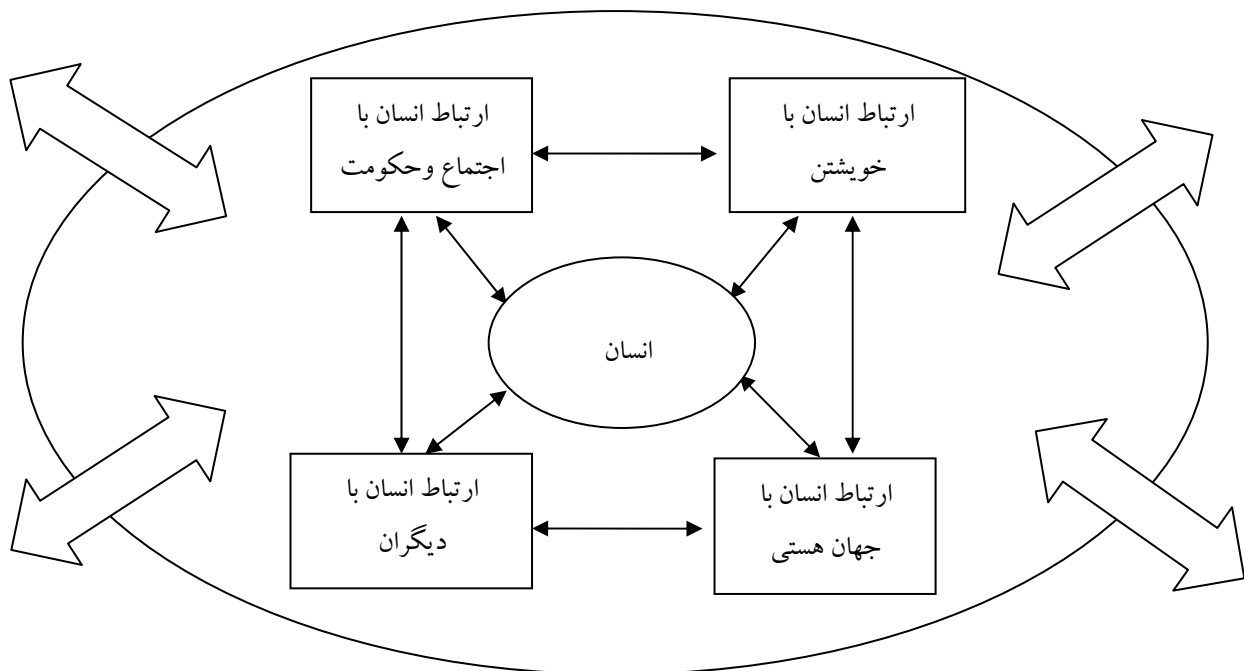 ارتباط انسان با
خویشتن
ارتباط انسان با
اجتماع وحکومت
انسان
ارتباط انسان با
جهان هستی
ارتباط انسان با
دیگران